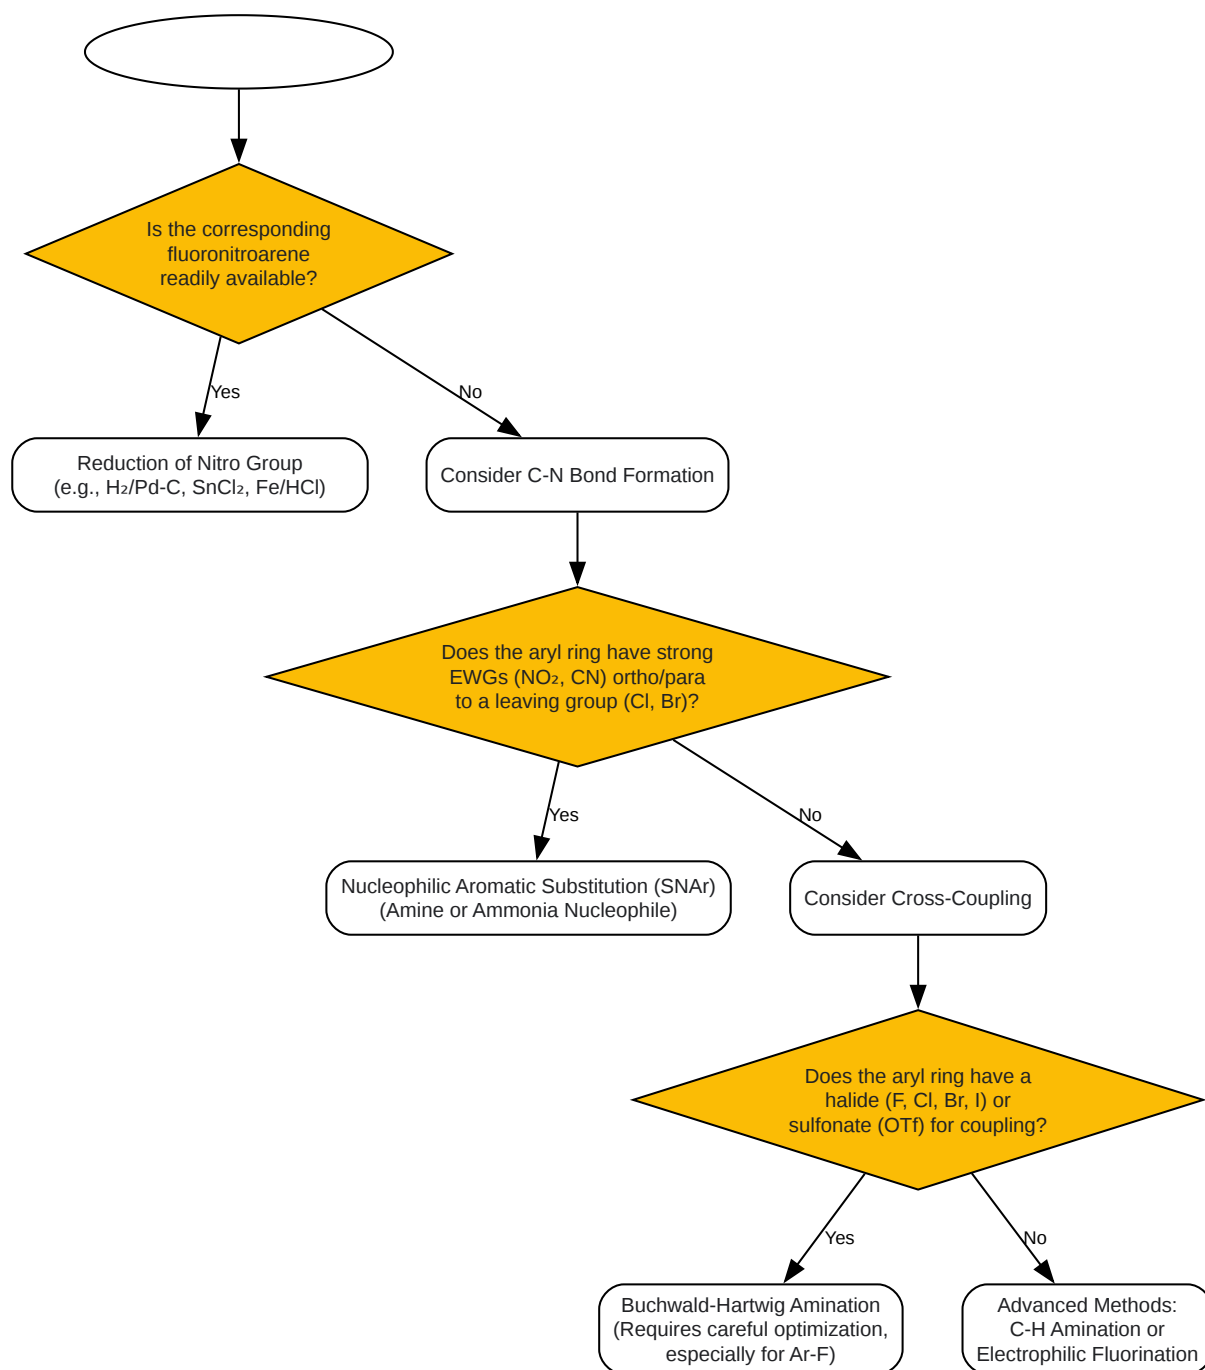 Is the corresponding
fluoronitroarene
readily available?
Yes
No
Reduction of Nitro Group
(e.g., H₂/Pd-C, SnCl₂, Fe/HCl)
Consider C-N Bond Formation
Does the aryl ring have strong
EWGs (NO₂, CN) ortho/para
to a leaving group (Cl, Br)?
Yes
No
Nucleophilic Aromatic Substitution (SNAr)
(Amine or Ammonia Nucleophile)
Consider Cross-Coupling
Does the aryl ring have a
halide (F, Cl, Br, I) or
sulfonate (OTf) for coupling?
Yes
No
Buchwald-Hartwig Amination
(Requires careful optimization,
especially for Ar-F)
Advanced Methods:
C-H Amination or
Electrophilic Fluorination